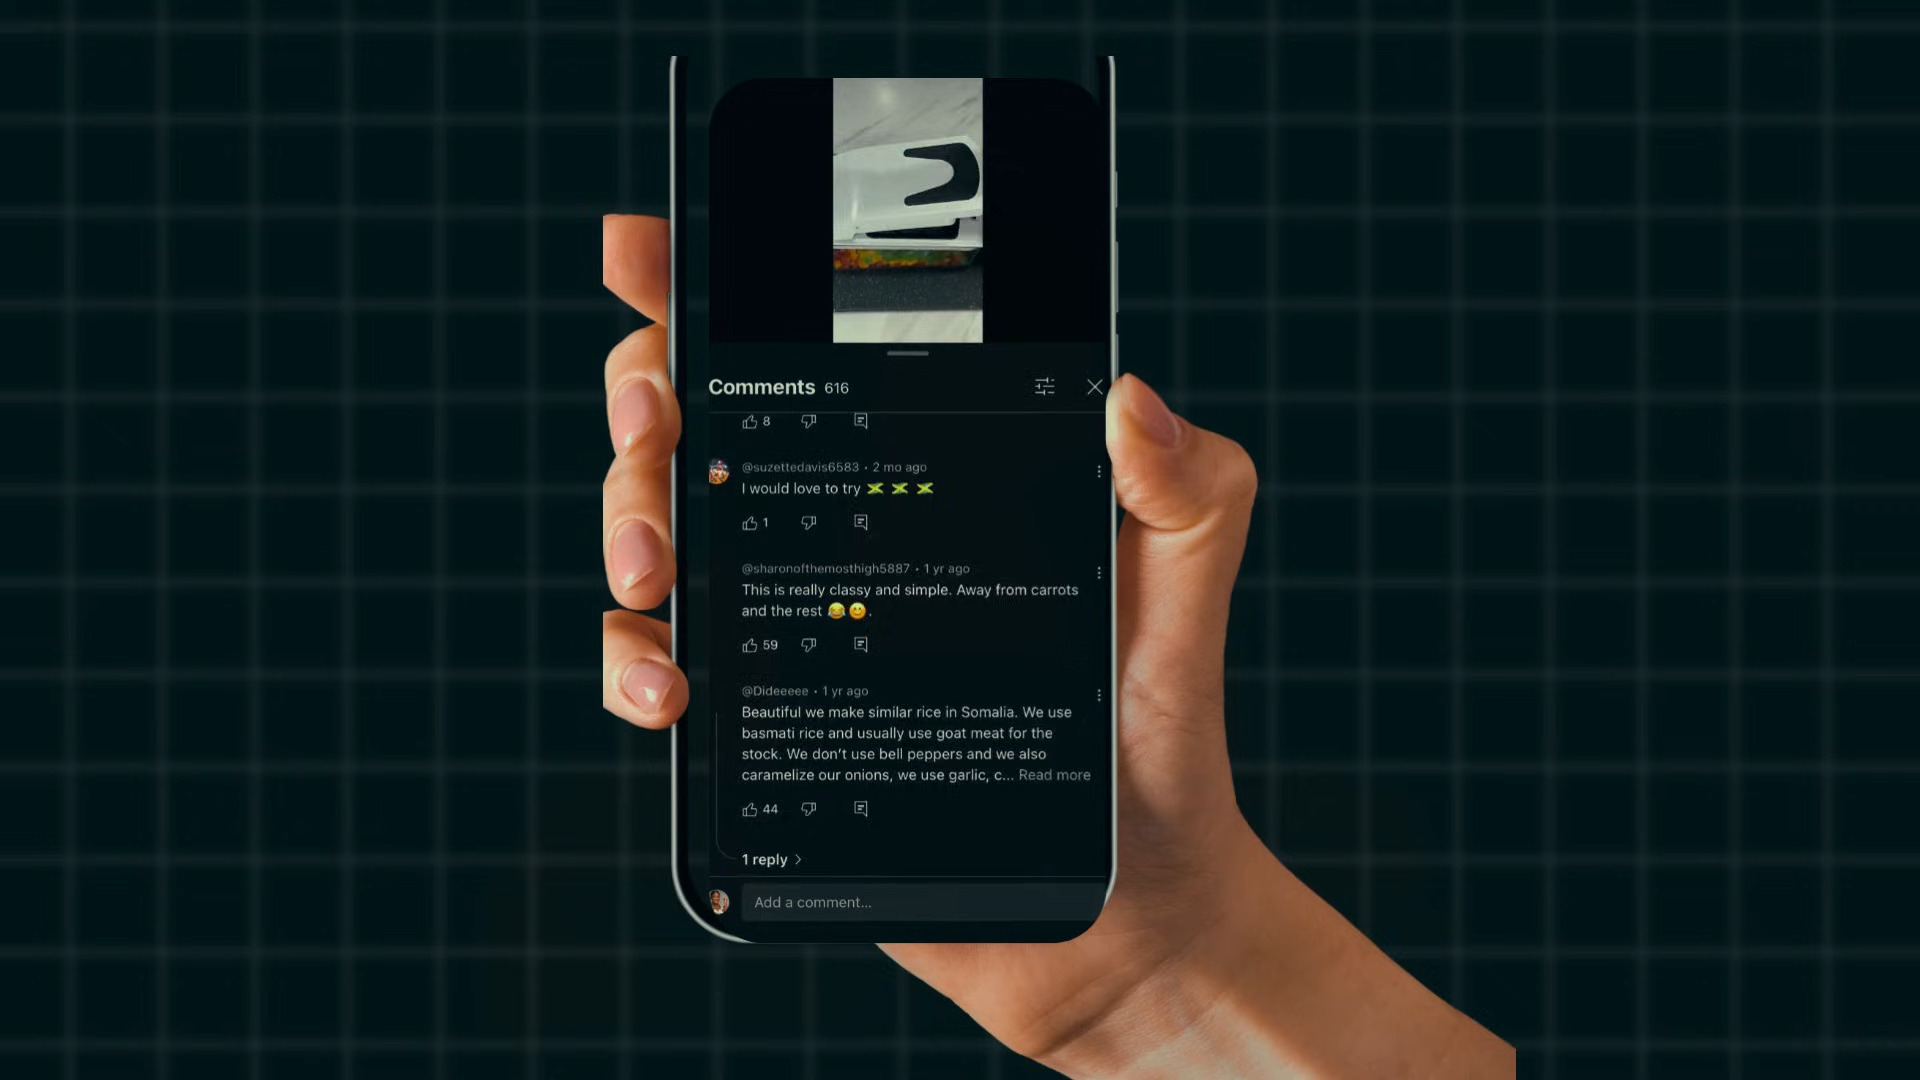 Comments 616
8
@suzettedavis6583 • 2 mo ago
I would love to try
1
@sharonofthemosthigh5887 • 1 yr ago
This is really classy and simple. Away from carrots
and the rest 😂🙂.
59
@Dideeeee • 1 yr ago
Beautiful we make similar rice in Somalia. We use
basmati rice and usually use goat meat for the
stock. We don't use bell peppers and we also
caramelize our onions, we use garlic, c... Read more
44
1 reply
Add a comment...